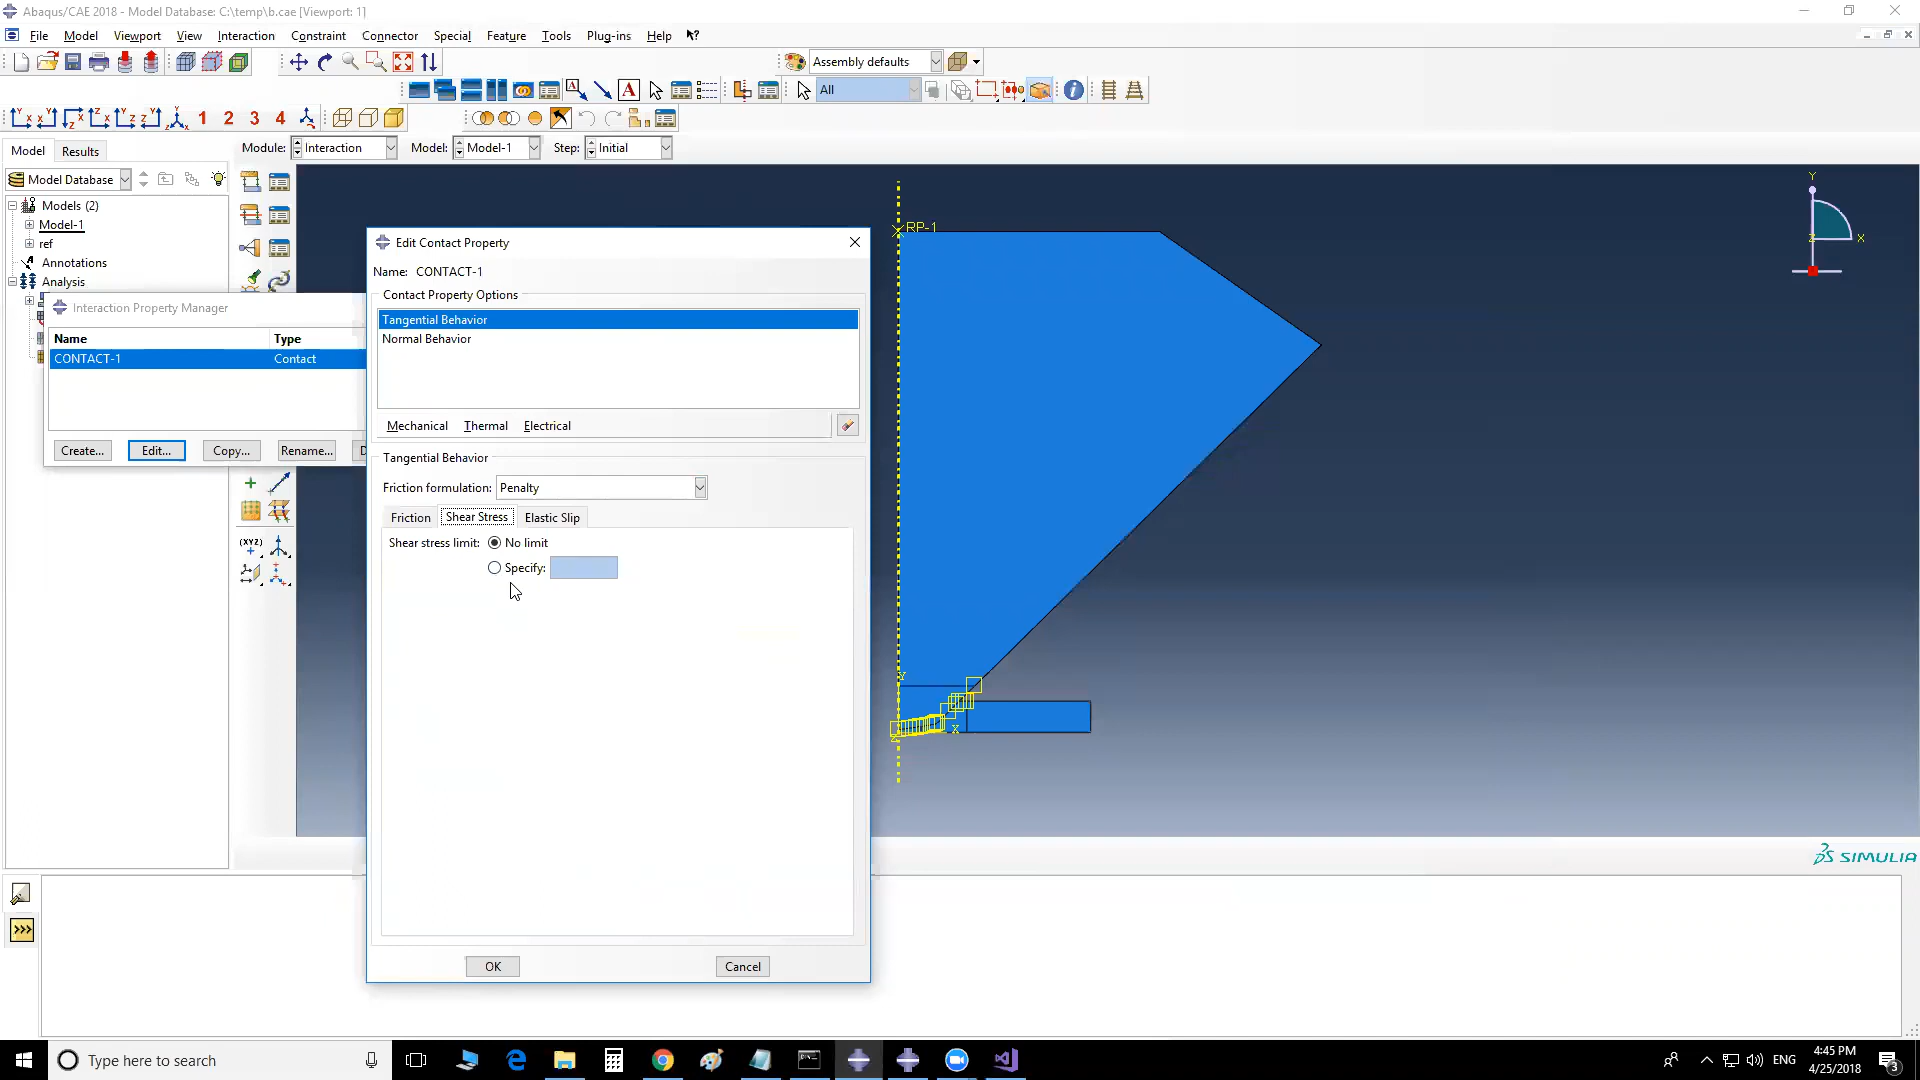 Abaqus/CAE 2018 - Model Database: C:\temp\b.cae [Viewport: 1]
File Model Viewport View Interaction Constraint Connector Special Feature Tools Plug-ins Help
Assembly defaults
All
1 2 3 4
Model Results
Module: Interaction Model: Model-1 Step: Initial
Model Database
Models (2)
Model-1
ref
Annotations
Analysis
Interaction Property Manager
Name Type
CONTACT-1 Contact
Create... Edit... Copy... Rename... D
(XYZ)
Edit Contact Property
Name: CONTACT-1
Contact Property Options
Tangential Behavior
Normal Behavior
Mechanical Thermal Electrical
Tangential Behavior
Friction formulation: Penalty
Friction Shear Stress Elastic Slip
Shear stress limit: No limit
Specify:
OK Cancel
RP-1
Y
X
Z
Y
X
Z
SIMULIA
>>>
Type here to search
ENG
4:45 PM
4/25/2018
3